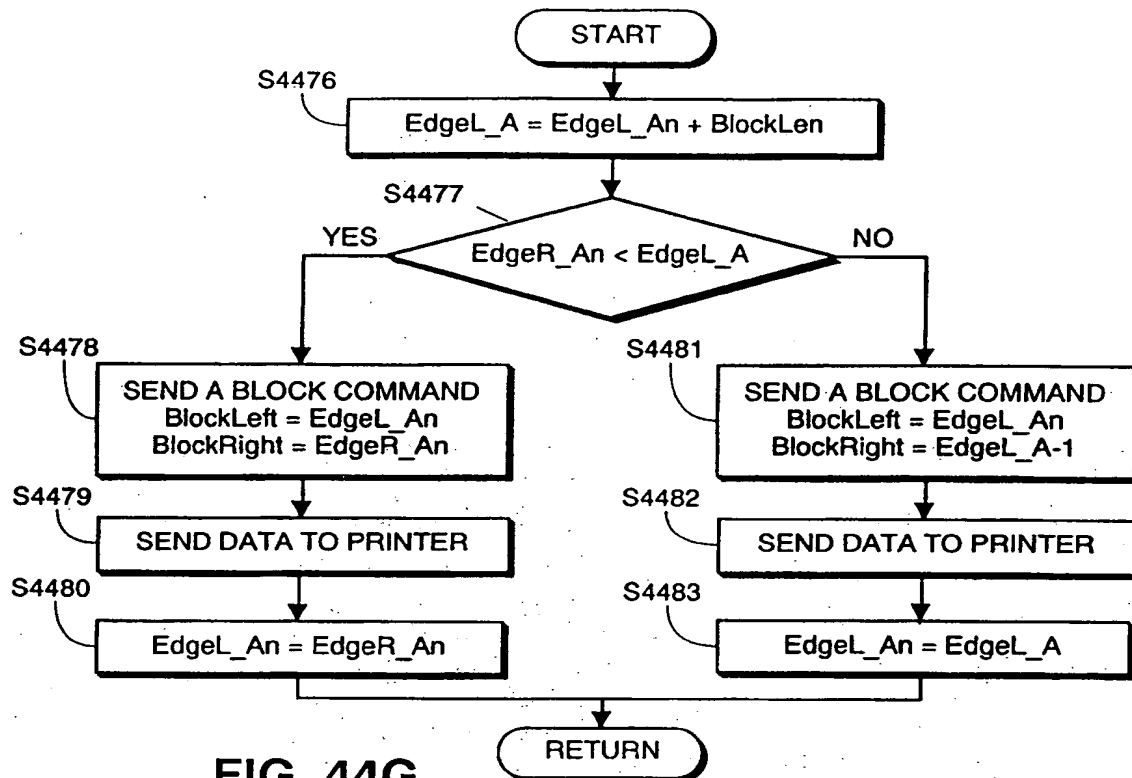 START
S4476
EdgeL_A = EdgeL_An + BlockLen
S4477
YES
EdgeR_An < EdgeL_A
NO
S4478
SEND A BLOCK COMMAND
BlockLeft = EdgeL_An
BlockRight = EdgeR_An
S4481
SEND A BLOCK COMMAND
BlockLeft = EdgeL_An
BlockRight = EdgeL_A-1
S4479
SEND DATA TO PRINTER
S4482
SEND DATA TO PRINTER
S4480
EdgeL_An = EdgeR_An
S4483
EdgeL_An = EdgeL_A
RETURN
FIG. 44G